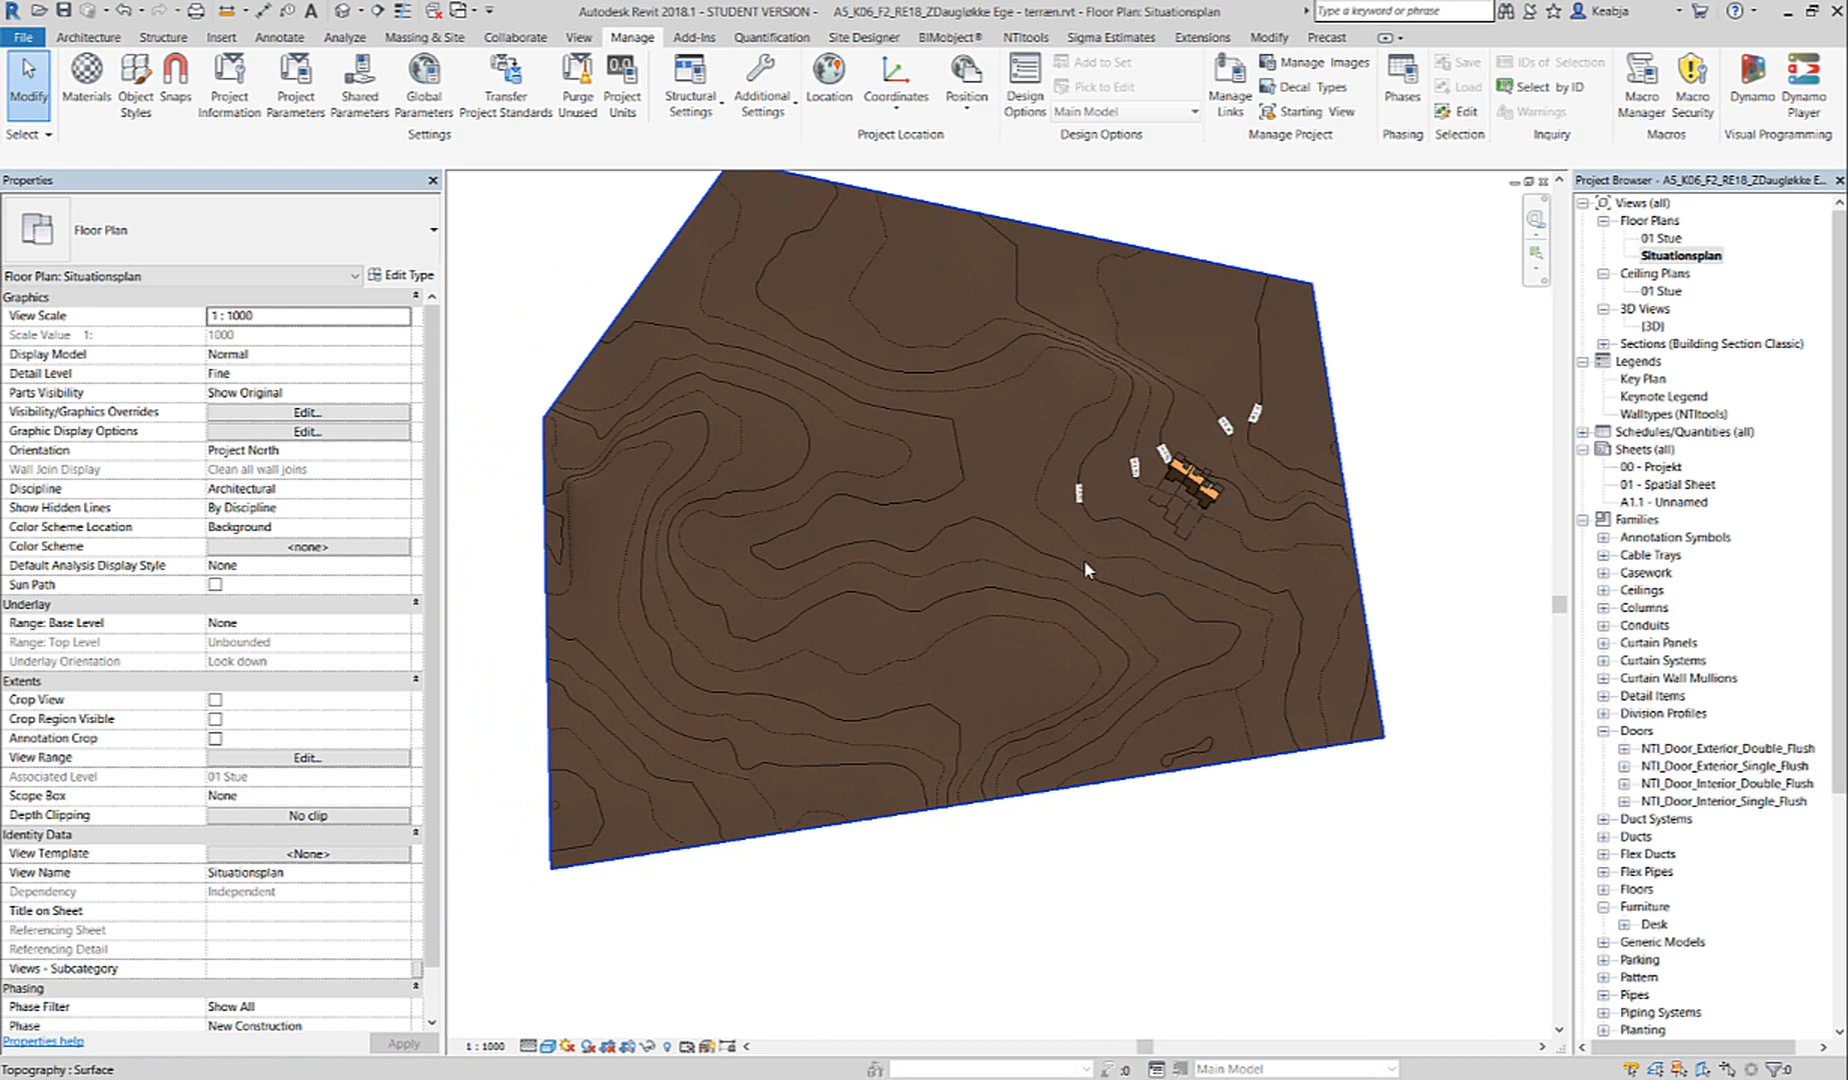 Autodesk Revit 2018.1 - STUDENT VERSION - A5_K06_F2_RE18_ZDaugløkke Ege - terræn.rvt - Floor Plan: Situationsplan
Type a keyword or phrase
Keabja
File Architecture Structure Insert Annotate Analyze Massing & Site Collaborate View Manage Add-Ins Quantification Site Designer BIMobject® NTItools Sigma Estimates Extensions Modify Precast
Modify
Materials
Object Styles
Snaps
Project Information
Project Parameters
Shared Parameters
Global Parameters
Transfer Project Standards
Purge Unused
Project Units
Structural Settings
Additional Settings
Location
Coordinates
Position
Design Options
Add to Set
Pick to Edit
Main Model
Manage Links
Manage Images
Decal Types
Starting View
Phases
Save
Load
Edit
IDs of Selection
Select by ID
Warnings
Macro Manager
Macro Security
Dynamo
Dynamo Player
Select
Settings
Project Location
Design Options
Manage Project
Phasing
Selection
Inquiry
Macros
Visual Programming
Properties
Floor Plan
Floor Plan: Situationsplan
Edit Type
Graphics
View Scale 1 : 1000
Scale Value 1: 1000
Display Model Normal
Detail Level Fine
Parts Visibility Show Original
Visibility/Graphics Overrides Edit...
Graphic Display Options Edit...
Orientation Project North
Wall Join Display Clean all wall joins
Discipline Architectural
Show Hidden Lines By Discipline
Color Scheme Location Background
Color Scheme <none>
Default Analysis Display Style None
Sun Path
Underlay
Range: Base Level None
Range: Top Level Unbounded
Underlay Orientation Look down
Extents
Crop View
Crop Region Visible
Annotation Crop
View Range Edit...
Associated Level 01 Stue
Scope Box None
Depth Clipping No clip
Identity Data
View Template <None>
View Name Situationsplan
Dependency Independent
Title on Sheet
Referencing Sheet
Referencing Detail
Views - Subcategory
Phasing
Phase Filter Show All
Phase New Construction
Properties help
Apply
Project Browser - A5_K06_F2_RE18_ZDaugløkke E...
Views (all)
Floor Plans
01 Stue
Situationsplan
Ceiling Plans
01 Stue
3D Views
{3D}
Sections (Building Section Classic)
Legends
Key Plan
Keynote Legend
Walltypes (NTItools)
Schedules/Quantities (all)
Sheets (all)
00 - Projekt
01 - Spatial Sheet
A1.1 - Unnamed
Families
Annotation Symbols
Cable Trays
Casework
Ceilings
Columns
Conduits
Curtain Panels
Curtain Systems
Curtain Wall Mullions
Detail Items
Division Profiles
Doors
NTI_Door_Exterior_Double_Flush
NTI_Door_Exterior_Single_Flush
NTI_Door_Interior_Double_Flush
NTI_Door_Interior_Single_Flush
Duct Systems
Ducts
Flex Ducts
Flex Pipes
Floors
Furniture
Desk
Generic Models
Parking
Pattern
Pipes
Piping Systems
Planting
1 : 1000
Topography : Surface
:0
Main Model
:0